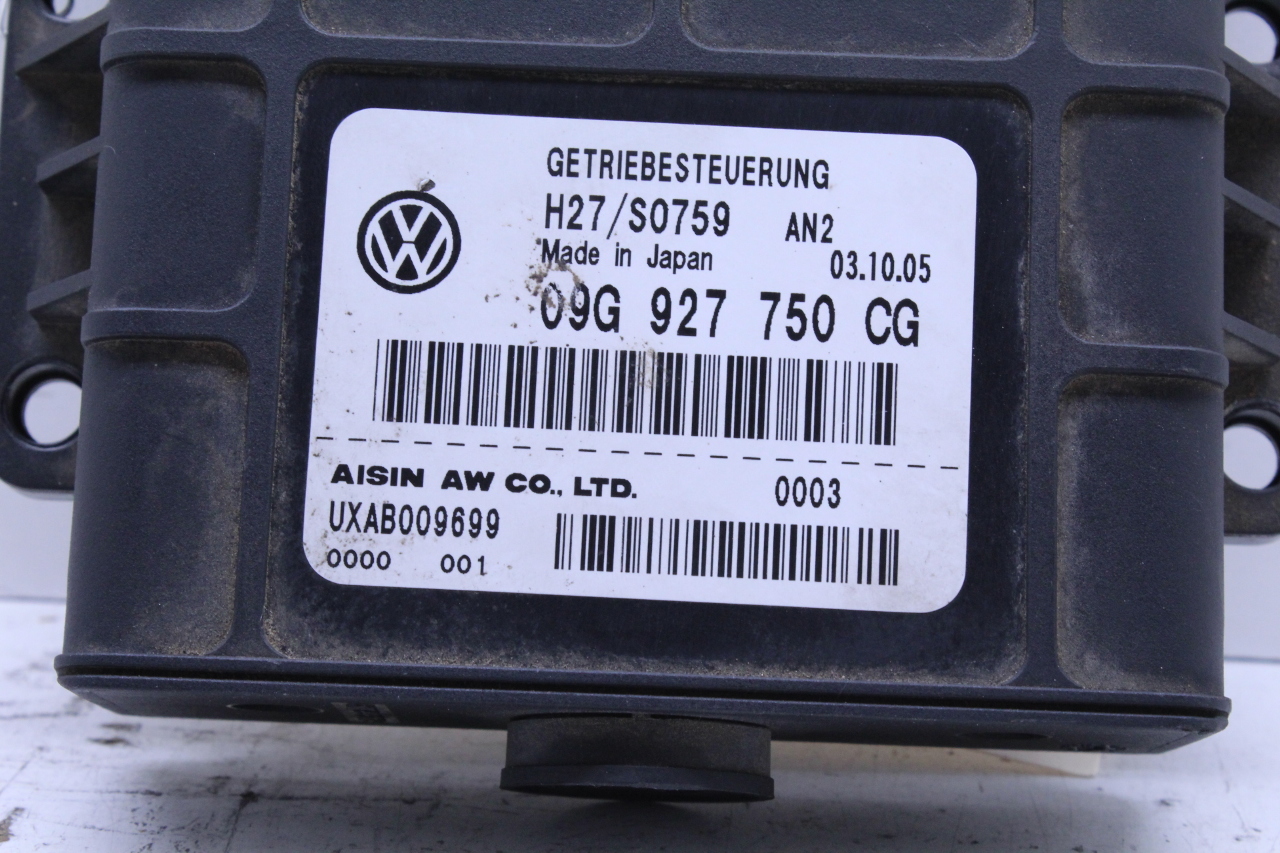 GETRIEBESTEUERUNG
H27/S0759 AN2
Made in Japan 03.10.05
09G 927 750 CG
AISIN AW CO., LTD. 0003
UXAB009699
0000 001